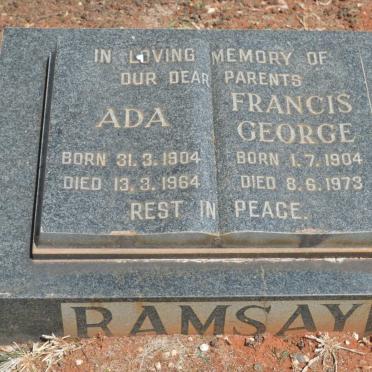 IN LOVING MEMORY OF
OUR DEAR PARENTS
ADA
BORN 31.3.1904
DIED 13.3.1964
FRANCIS
GEORGE
BORN 1.7.1904
DIED 8.6.1973
REST IN PEACE.
RAMSAY